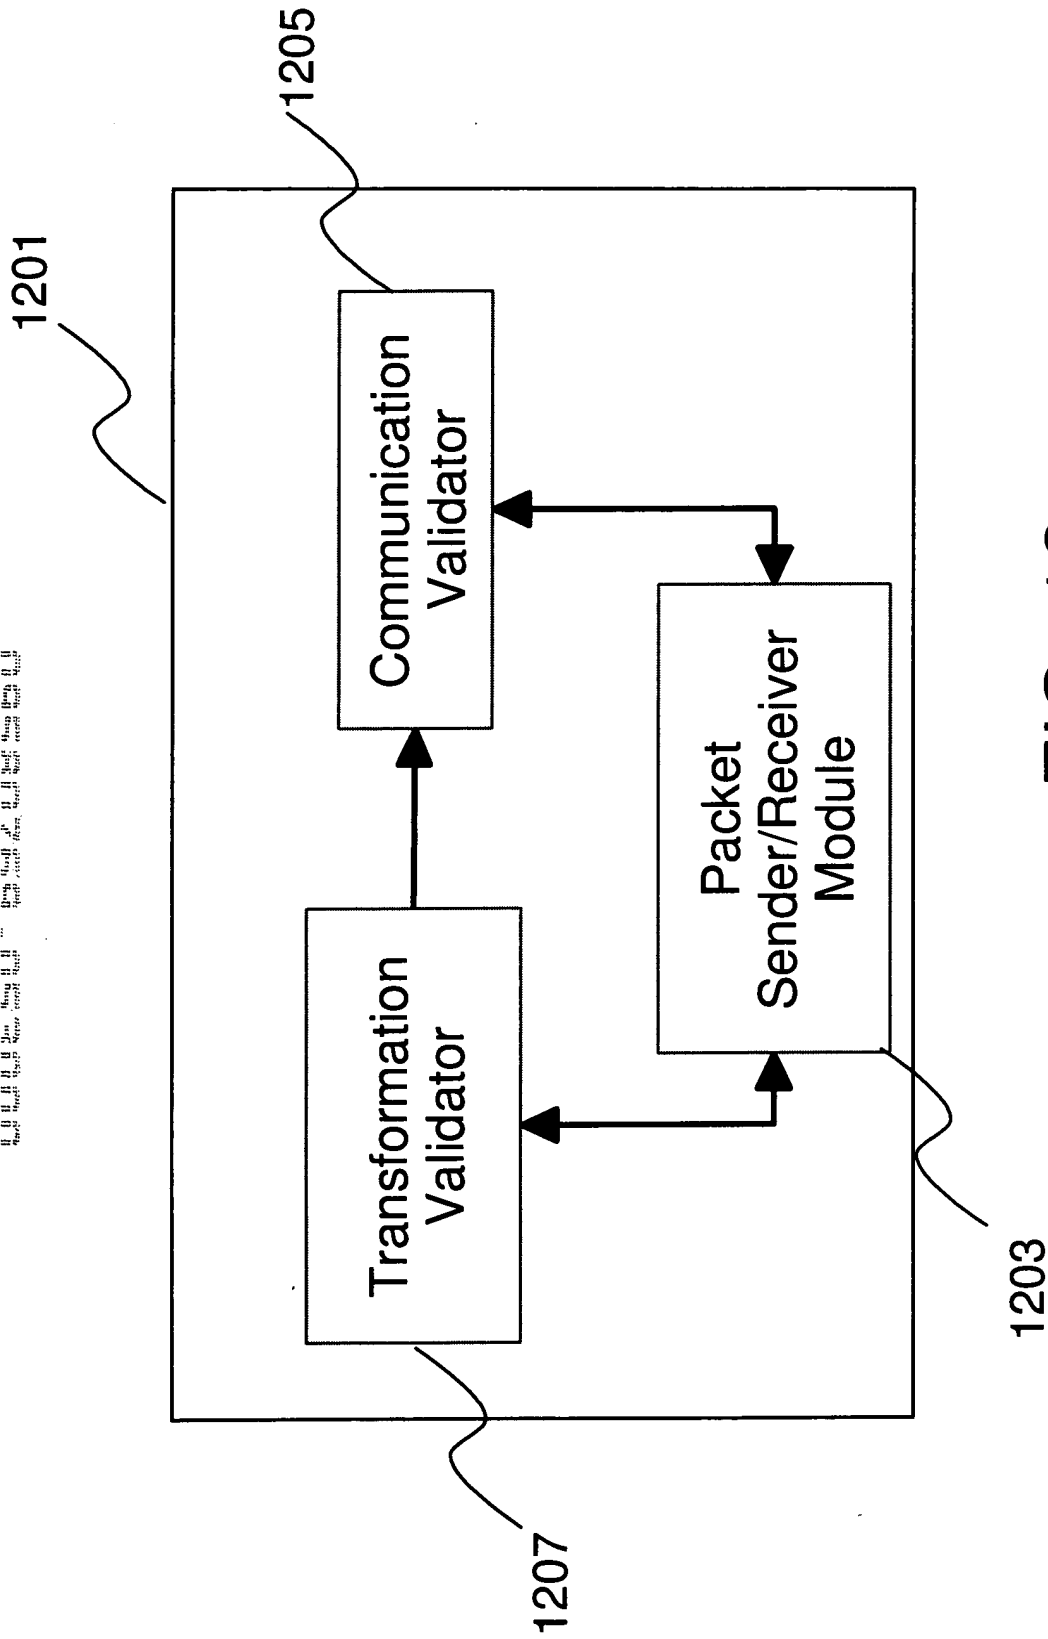 1201
1205
Communication
Validator
Transformation
Validator
1207
Packet
Sender/Receiver
Module
1203